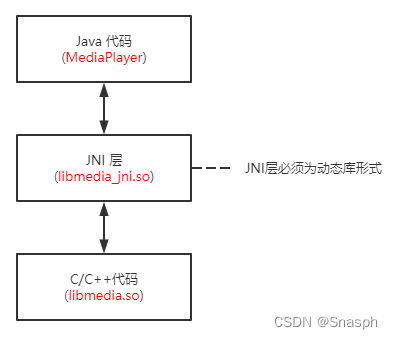 Java 代码
(MediaPlayer)
JNI 层
(libmedia_jni.so)
JNI层必须为动态库形式
C/C++代码
(libmedia.so)
CSDN @Snasph